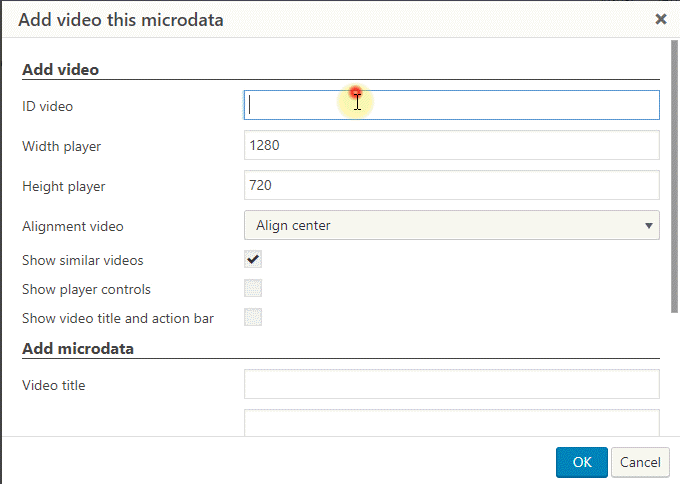 Add video this microdata
Add video
ID video
Width player 1280
Height player 720
Alignment video Align center
Show similar videos
Show player controls
Show video title and action bar
Add microdata
Video title
OK Cancel